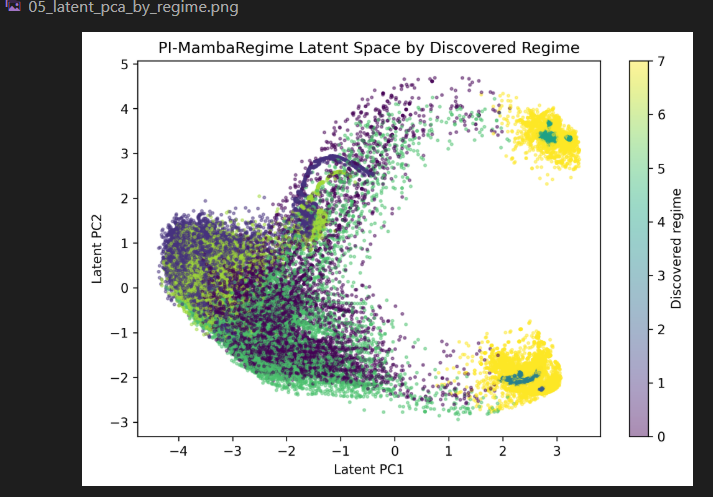 05_latent_pca_by_regime.png
PI-MambaRegime Latent Space by Discovered Regime
5
4
3
2
1
0
−1
−2
−3
Latent PC2
−4 −3 −2 −1 0 1 2 3
Latent PC1
7
6
5
4
3
2
1
0
Discovered regime